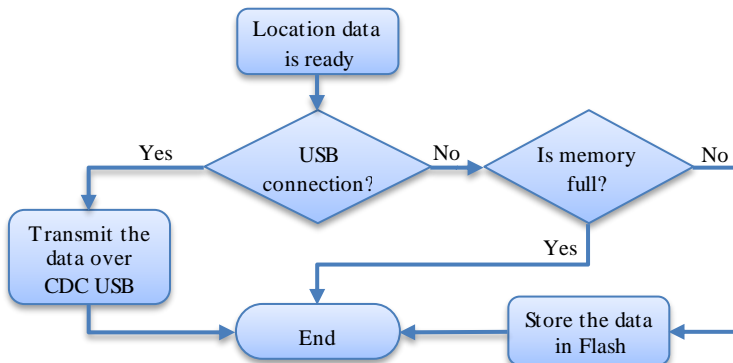 Location data
is ready
Yes
USB
connection?
No
Is memory
full?
No
Transmit the
data over
CDC USB
Yes
End
Store the data
in Flash